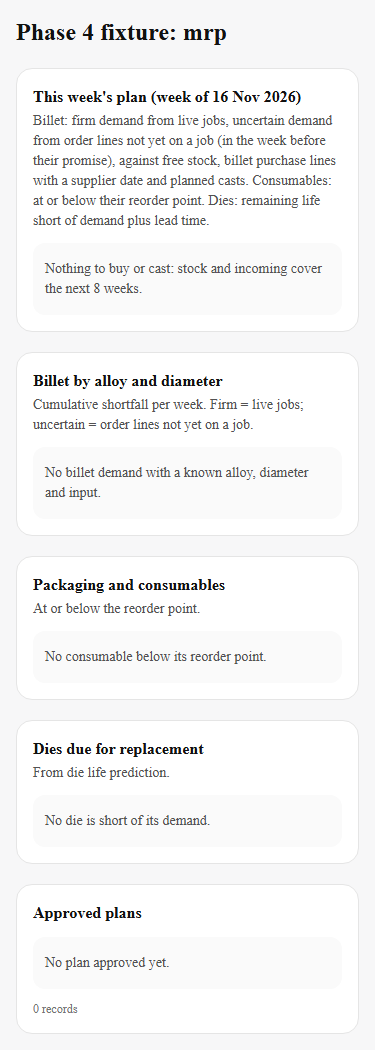 Phase 4 fixture: mrp
This week's plan (week of 16 Nov 2026)
Billet: firm demand from live jobs, uncertain demand
from order lines not yet on a job (in the week before
their promise), against free stock, billet purchase lines
with a supplier date and planned casts. Consumables:
at or below their reorder point. Dies: remaining life
short of demand plus lead time.
Nothing to buy or cast: stock and incoming cover
the next 8 weeks.
Billet by alloy and diameter
Cumulative shortfall per week. Firm = live jobs;
uncertain = order lines not yet on a job.
No billet demand with a known alloy, diameter
and input.
Packaging and consumables
At or below the reorder point.
No consumable below its reorder point.
Dies due for replacement
From die life prediction.
No die is short of its demand.
Approved plans
No plan approved yet.
0 records